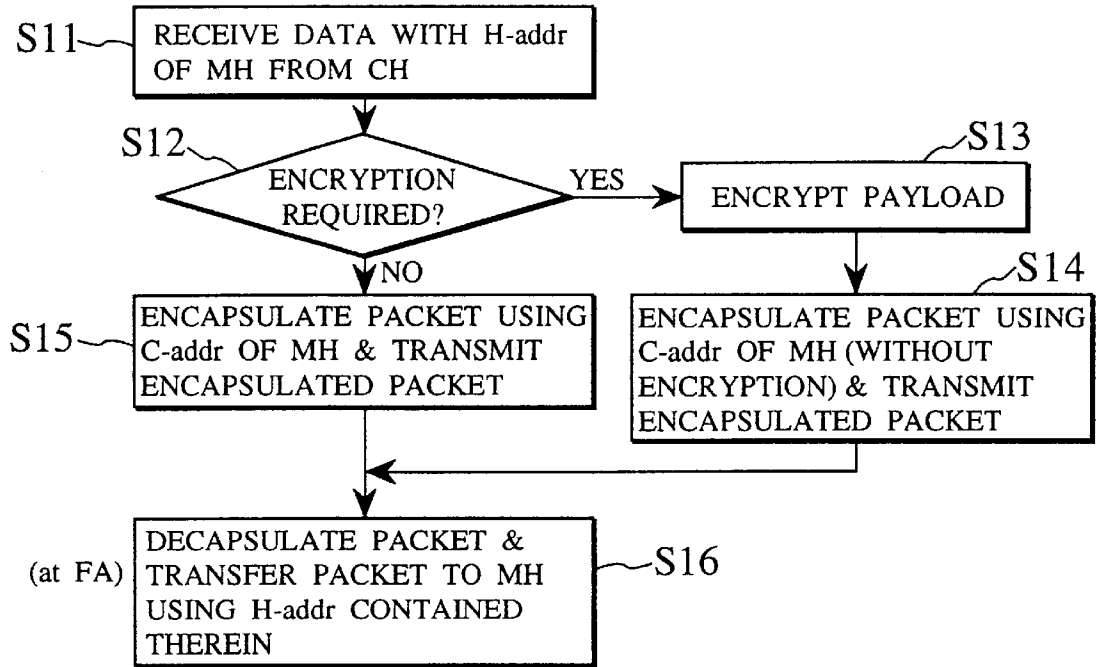 S11
RECEIVE DATA WITH H-addr
OF MH FROM CH
S12
ENCRYPTION
REQUIRED?
YES
S13
ENCRYPT PAYLOAD
NO
S15
ENCAPSULATE PACKET USING
C-addr OF MH & TRANSMIT
ENCAPSULATED PACKET
S14
ENCAPSULATE PACKET USING
C-addr OF MH (WITHOUT
ENCRYPTION) & TRANSMIT
ENCAPSULATED PACKET
(at FA)
DECAPSULATE PACKET &
TRANSFER PACKET TO MH
USING H-addr CONTAINED
THEREIN
S16